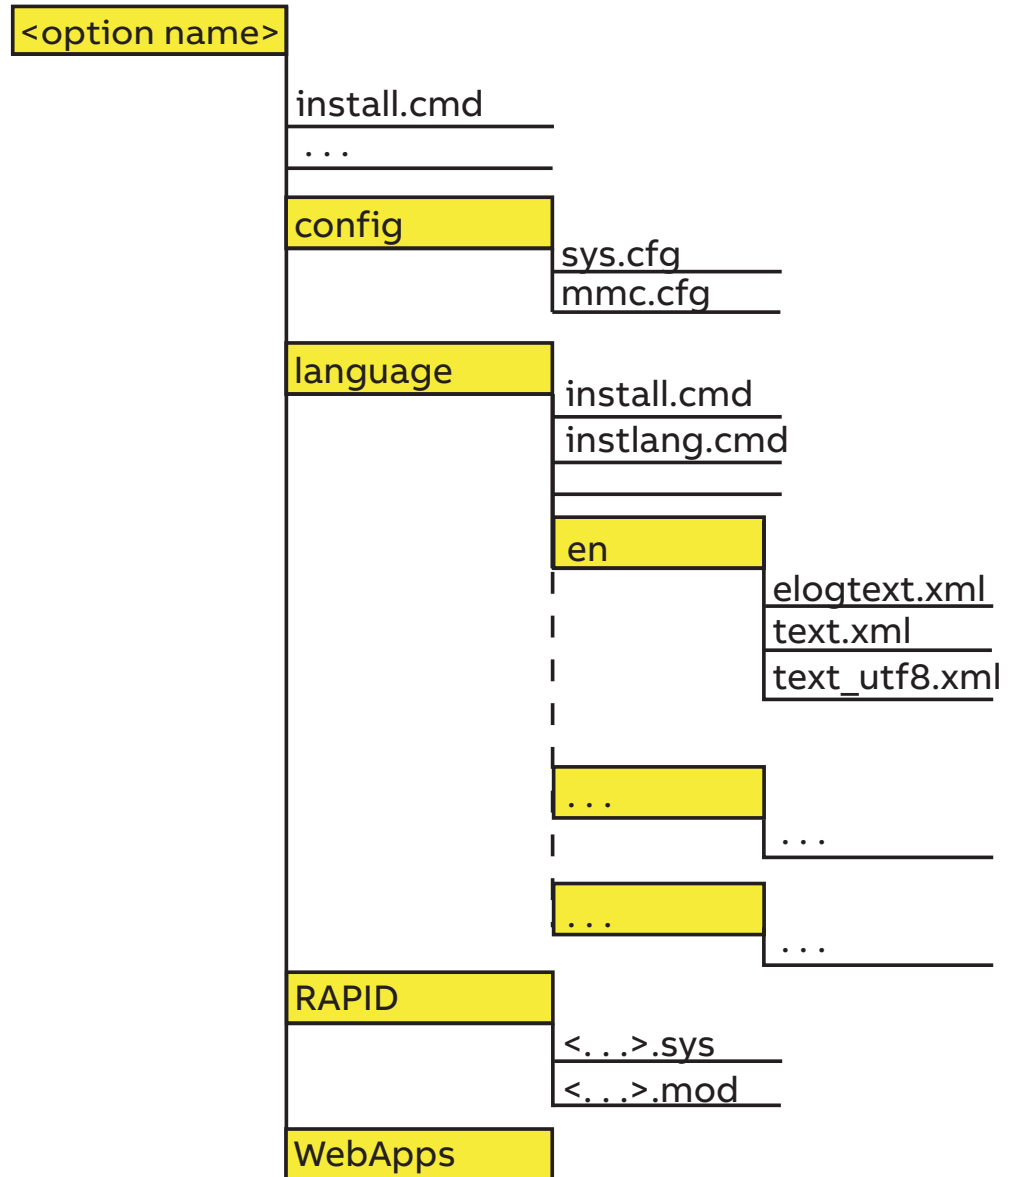 <option name>
install.cmd
. . .
config
sys.cfg
mmc.cfg
language
install.cmd
instlang.cmd
en
elogtext.xml
text.xml
text_utf8.xml
. . .
. . .
. . .
. . .
RAPID
<. . .>.sys
<. . .>.mod
WebApps